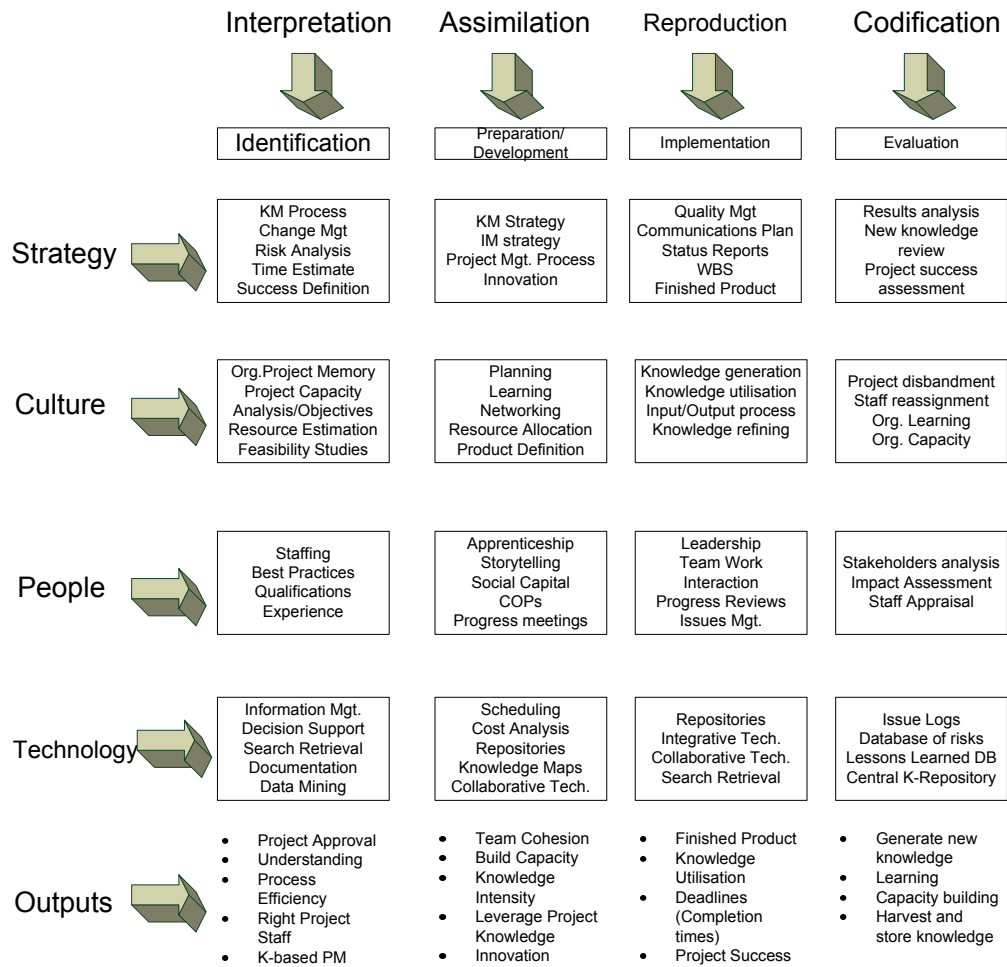 Interpretation
Assimilation
Reproduction
Codification
Identification
Preparation/
Development
Implementation
Evaluation
Strategy
KM Process
Change Mgt
Risk Analysis
Time Estimate
Success Definition
KM Strategy
IM strategy
Project Mgt. Process
Innovation
Quality Mgt
Communications Plan
Status Reports
WBS
Finished Product
Results analysis
New knowledge
review
Project success
assessment
Culture
Org.Project Memory
Project Capacity
Analysis/Objectives
Resource Estimation
Feasibility Studies
Planning
Learning
Networking
Resource Allocation
Product Definition
Knowledge generation
Knowledge utilisation
Input/Output process
Knowledge refining
Project disbandment
Staff reassignment
Org. Learning
Org. Capacity
People
Staffing
Best Practices
Qualifications
Experience
Apprenticeship
Storytelling
Social Capital
COPs
Progress meetings
Leadership
Team Work
Interaction
Progress Reviews
Issues Mgt.
Stakeholders analysis
Impact Assessment
Staff Appraisal
Technology
Information Mgt.
Decision Support
Search Retrieval
Documentation
Data Mining
Scheduling
Cost Analysis
Repositories
Knowledge Maps
Collaborative Tech.
Repositories
Integrative Tech.
Collaborative Tech.
Search Retrieval
Issue Logs
Database of risks
Lessons Learned DB
Central K-Repository
Outputs
• Project Approval
• Understanding
• Process
Efficiency
• Right Project
Staff
• K-based PM
• Team Cohesion
• Build Capacity
• Knowledge
Intensity
• Leverage Project
Knowledge
• Innovation
• Finished Product
• Knowledge
Utilisation
• Deadlines
(Completion
times)
• Project Success
• Generate new
knowledge
• Learning
• Capacity building
• Harvest and
store knowledge